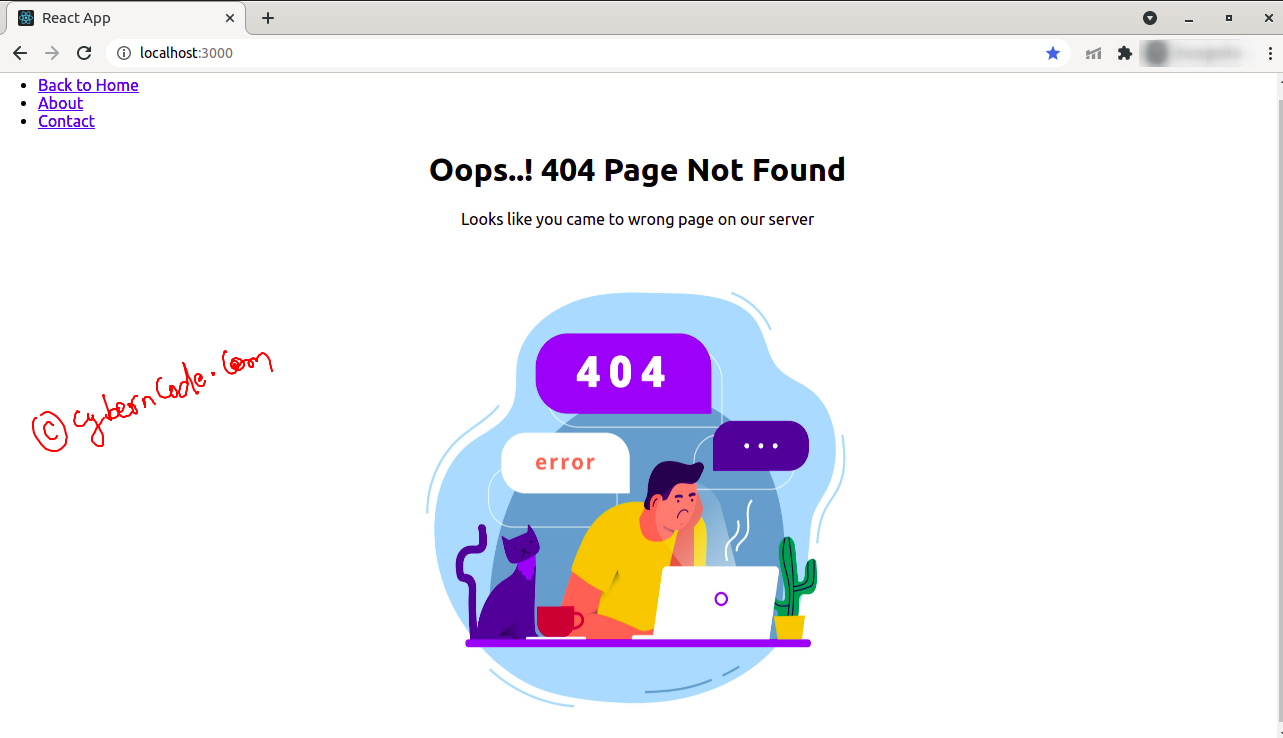 React App
localhost:3000
Back to Home
About
Contact
Oops..! 404 Page Not Found
Looks like you came to wrong page on our server
404
...
error
© cyberncode.com